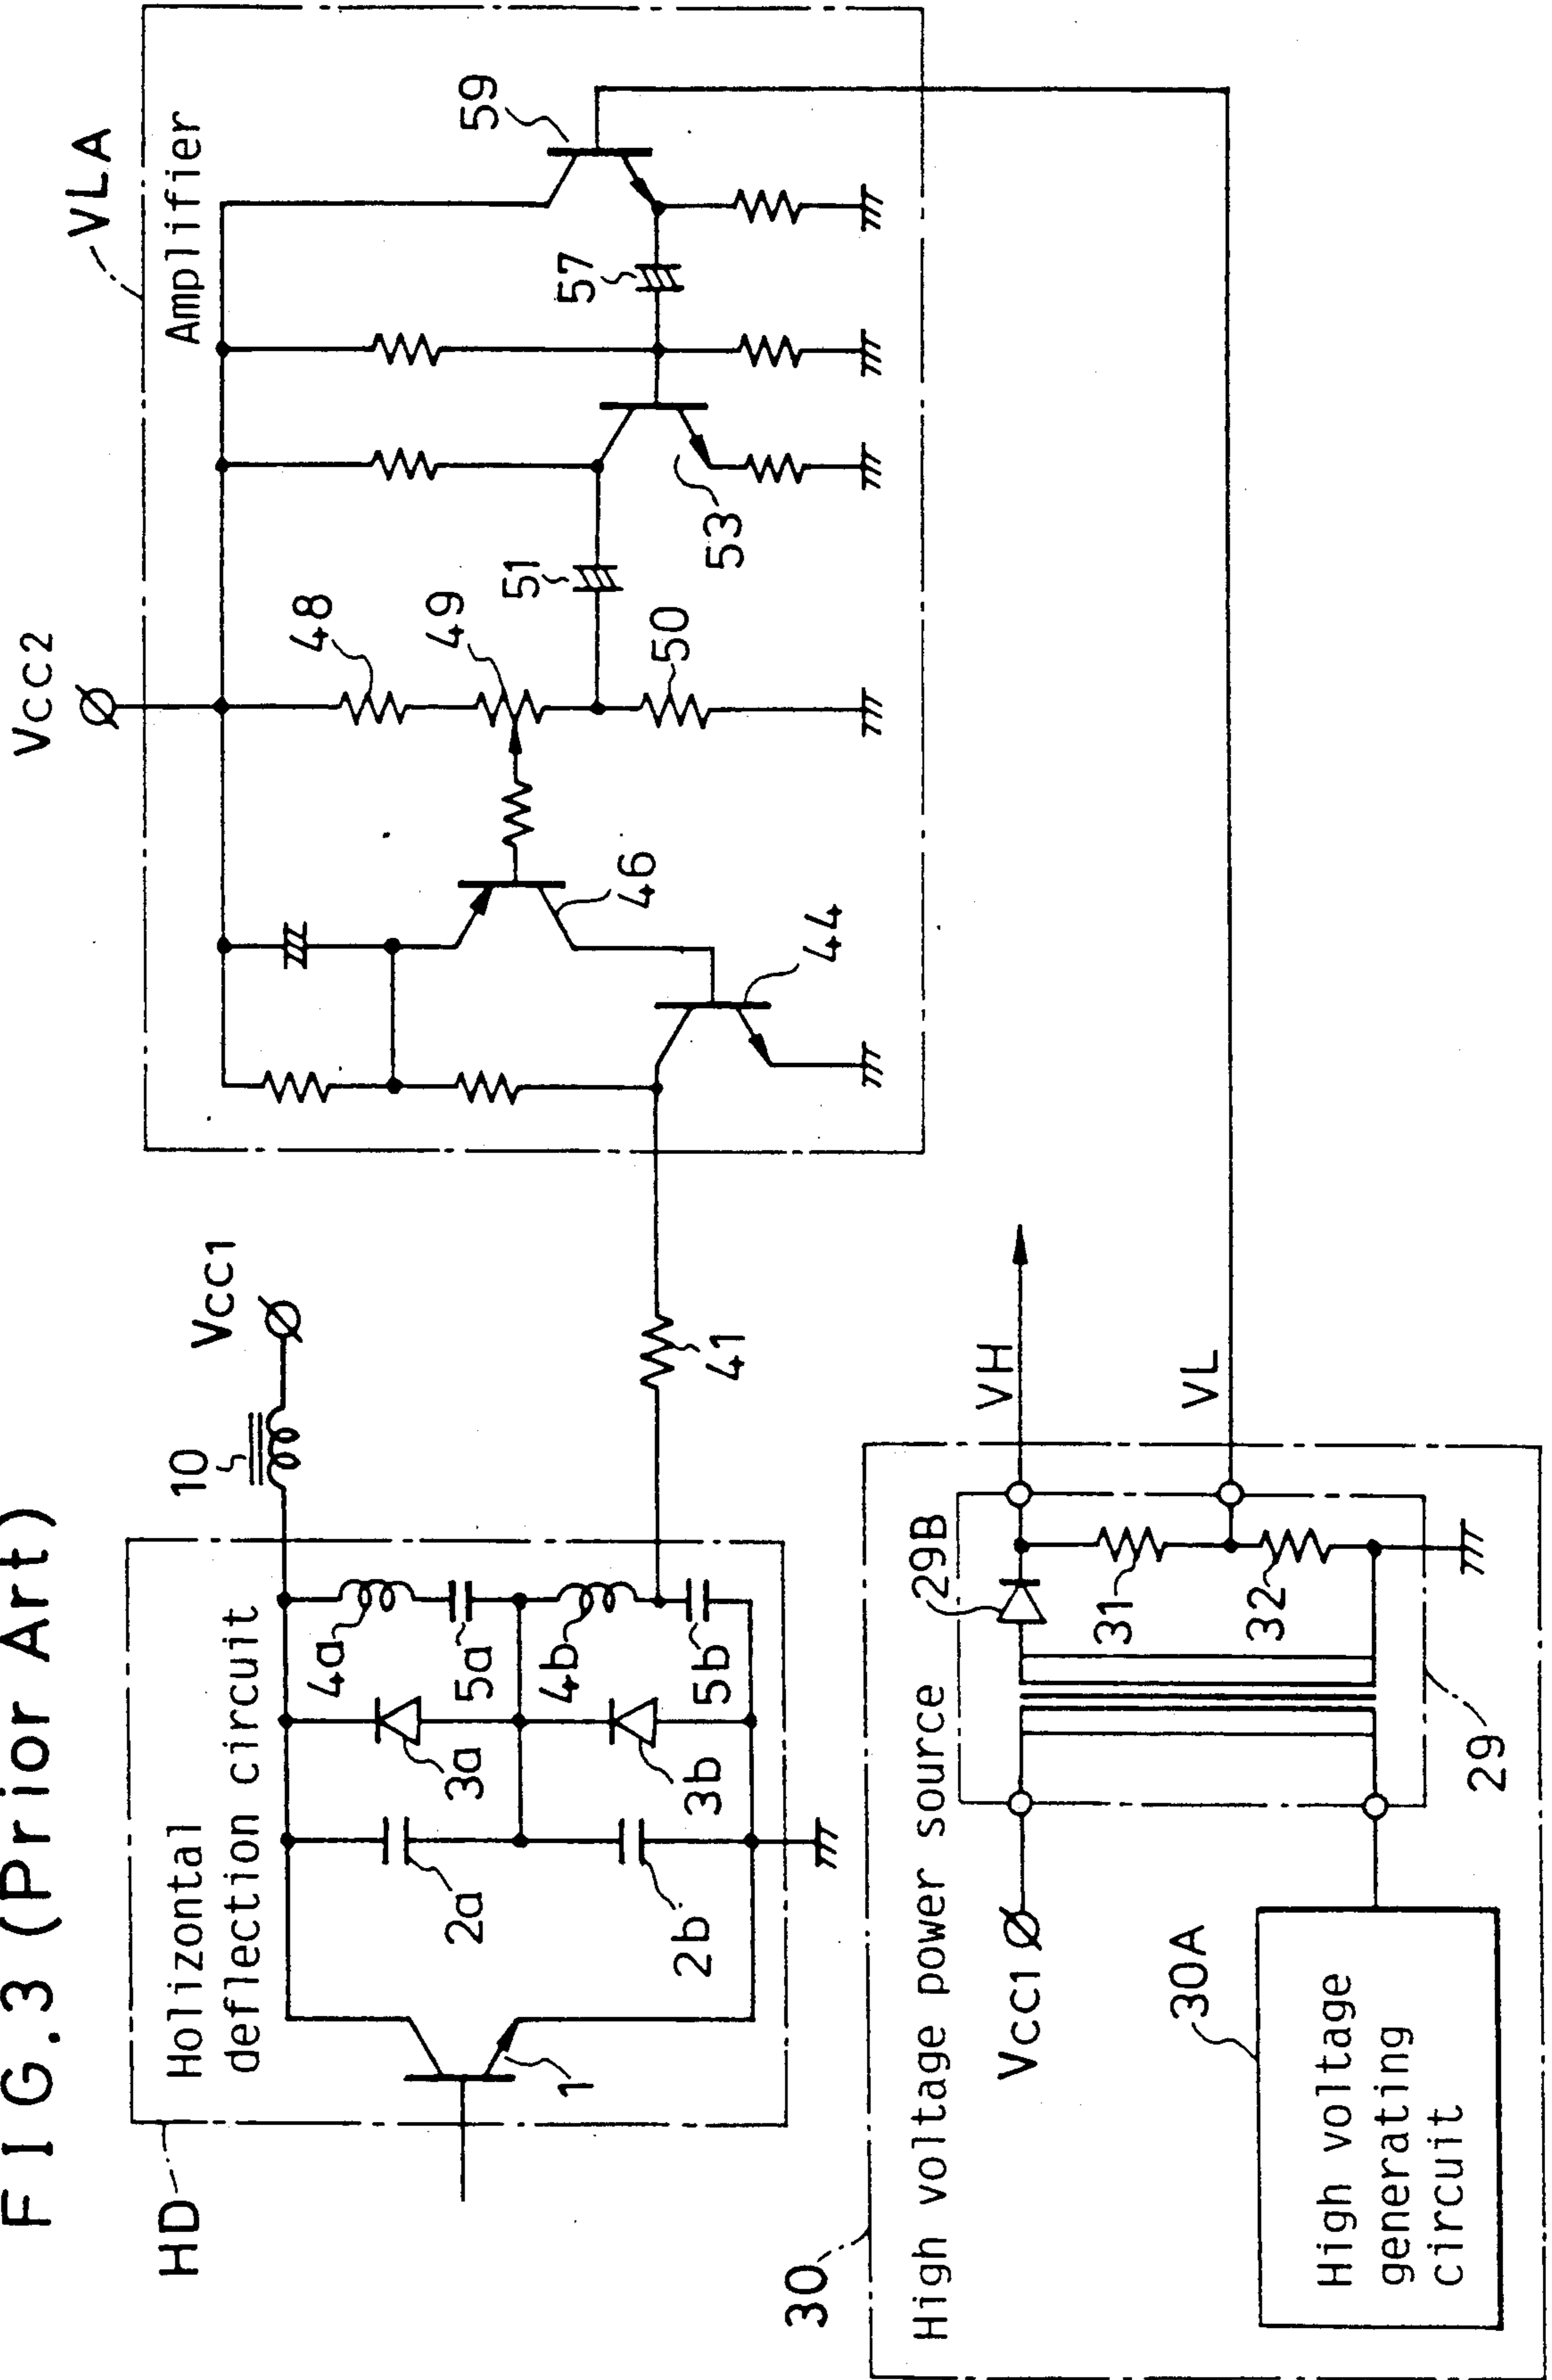 FIG.3 (Prior Art)
HD
Holizontal
deflection circuit
1
2a
2b
3a
3b
4a
5a
4b
5b
10
Vcc1
41
VLA
Amplifier
Vcc2
44
46
48
49
50
51
53
57
59
30
High voltage power source
Vcc1
30A
High voltage
generating
circuit
29
29B
31
32
VH
VL